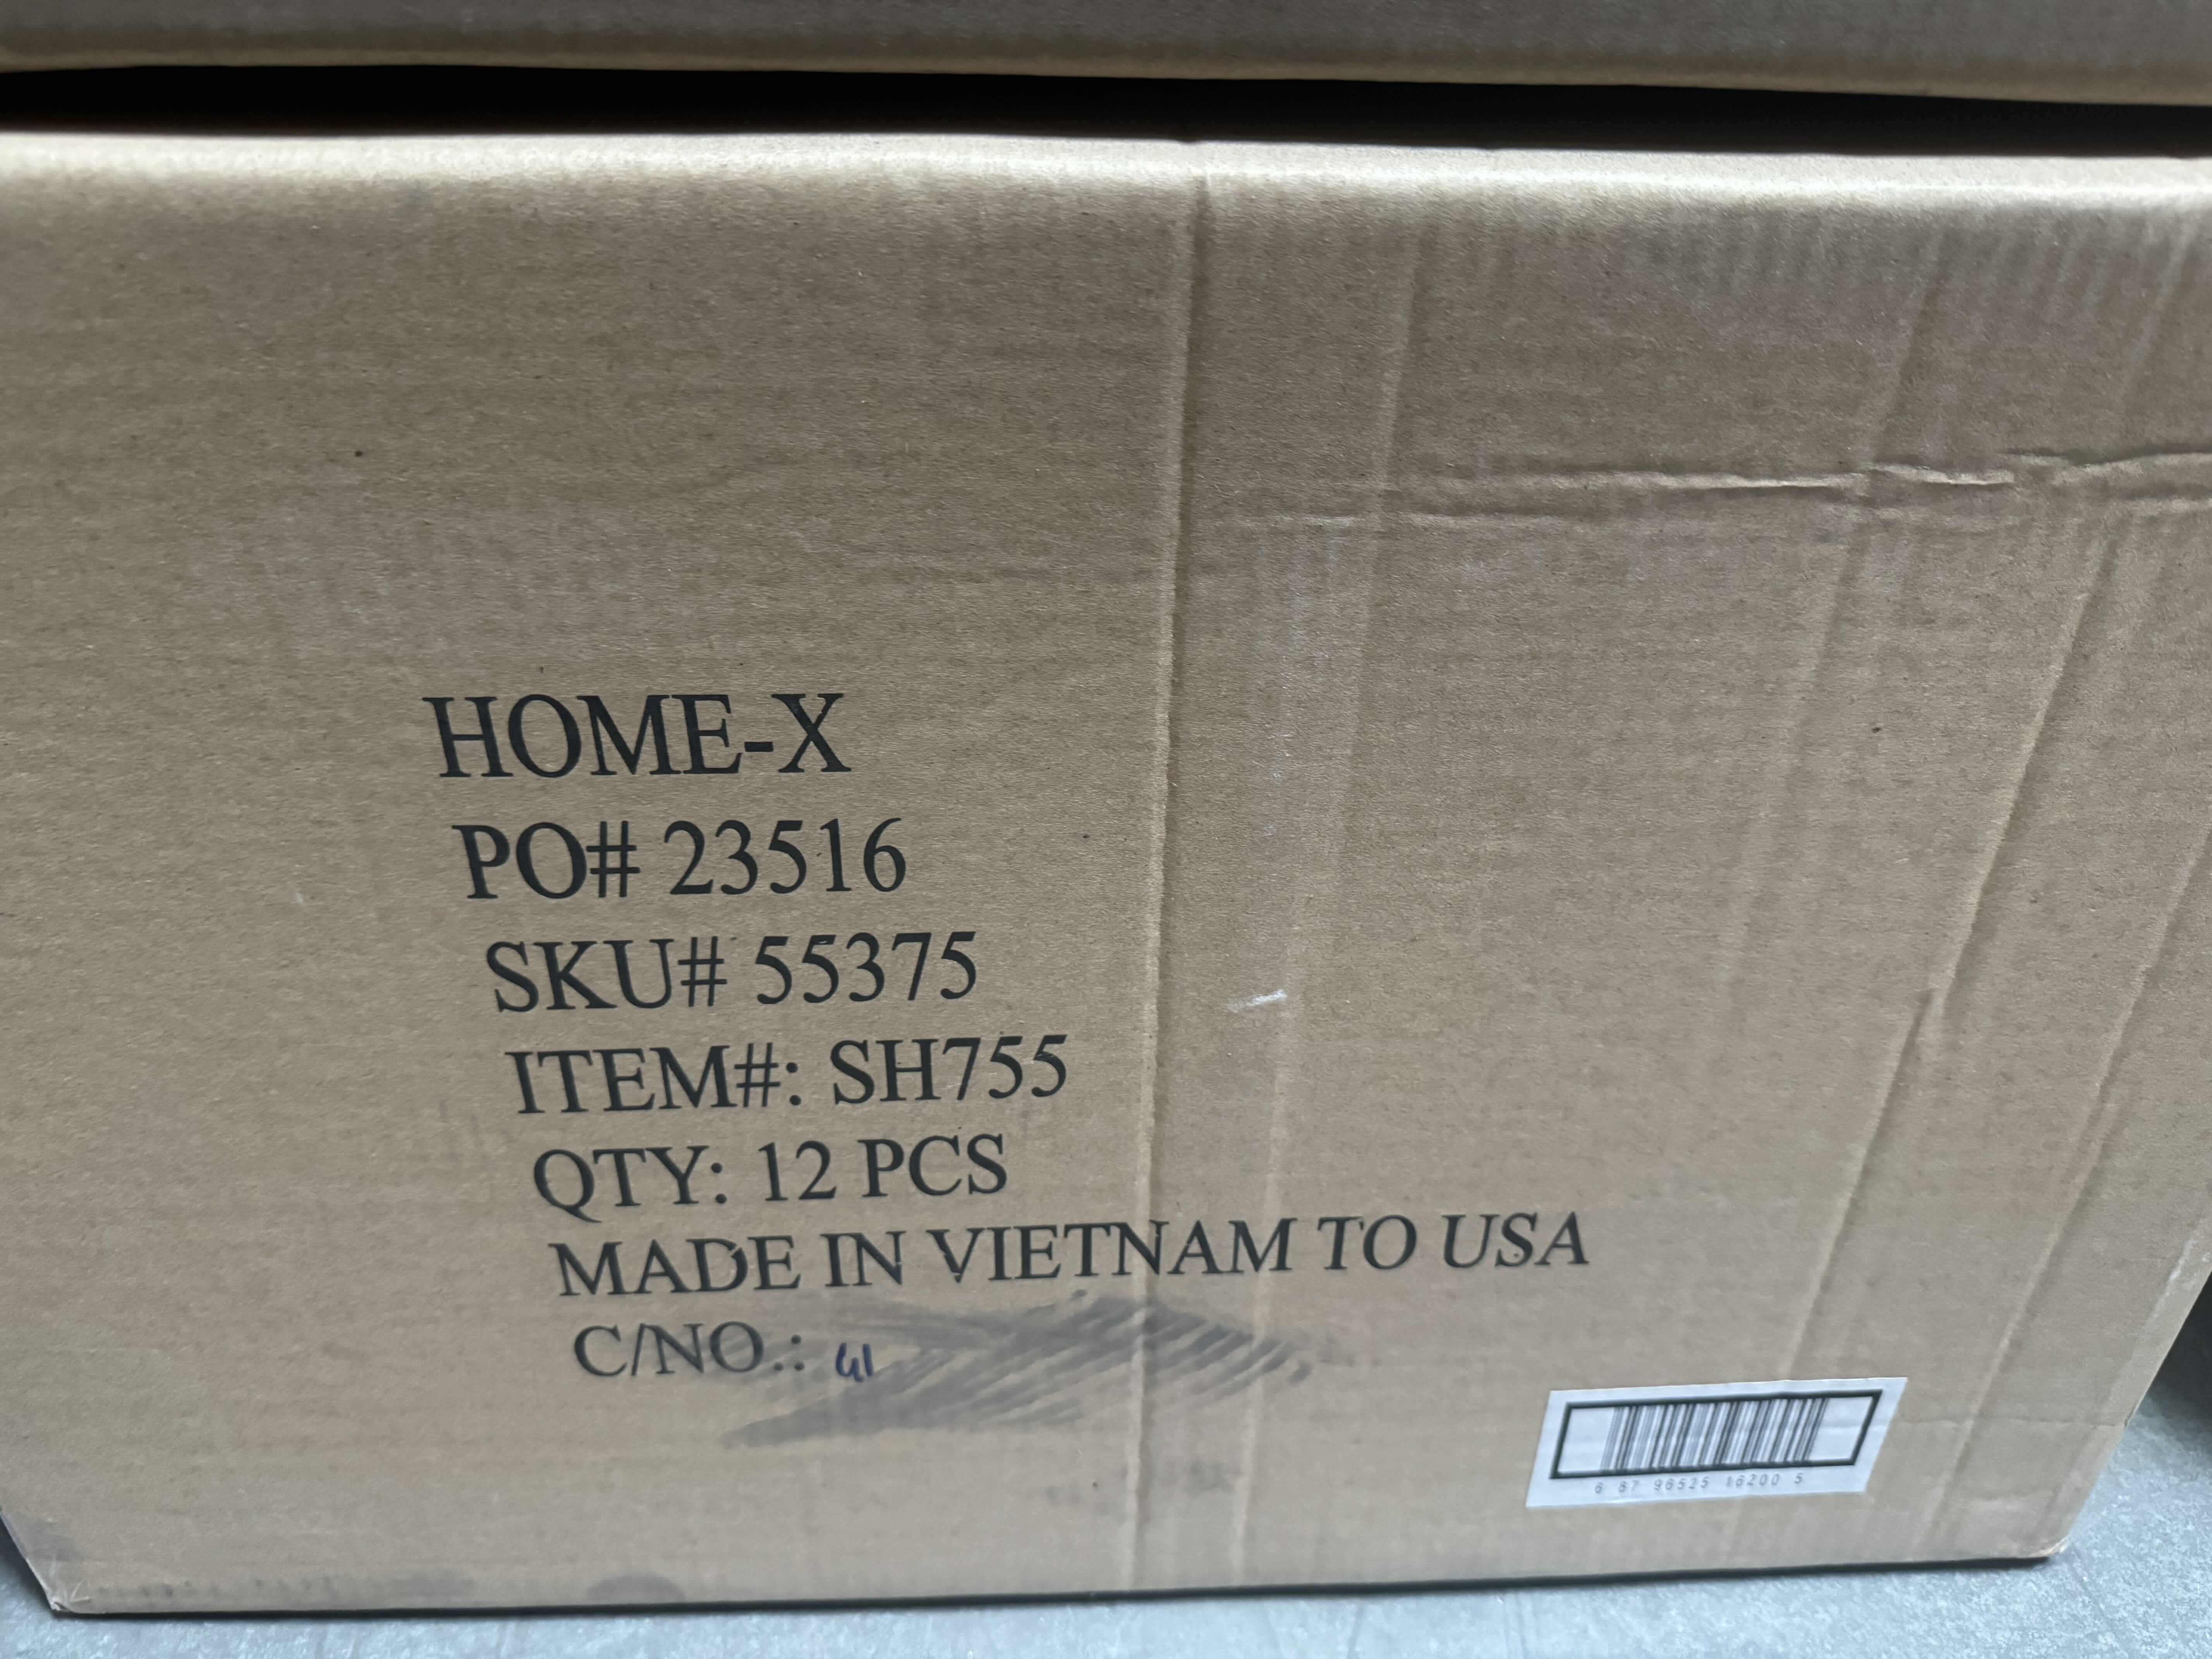 HOME-X
PO# 23516
SKU# 55375
ITEM#: SH755
QTY: 12 PCS
MADE IN VIETNAM TO USA
C/NO.: 41
6 87 96525 16200 5